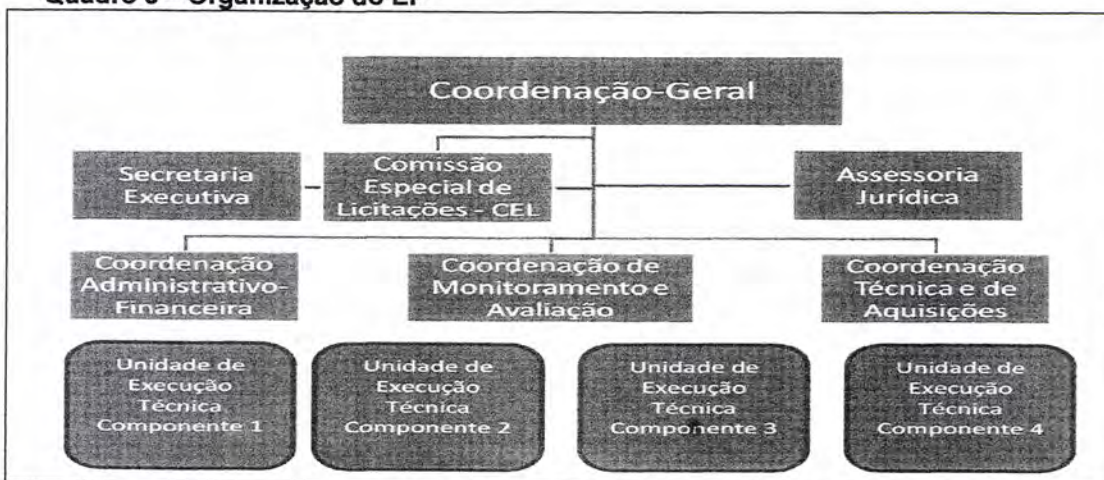 Organização do
Coordenação-Geral
Secretaria
Executiva
Comissão
Especial de
Licitações - CEL
Assessoria
Jurídica
Coordenação
Administrativo-
Financeira
Coordenação de
Monitoramento e
Avaliação
Coordenação
Técnica e de
Aquisições
Unidade de
Execução
Técnica
Componente 1
Unidade de
Execução
Técnica
Componente 2
Unidade de
Execução
Técnica
Componente 3
Unidade de
Execução
Técnica
Componente 4